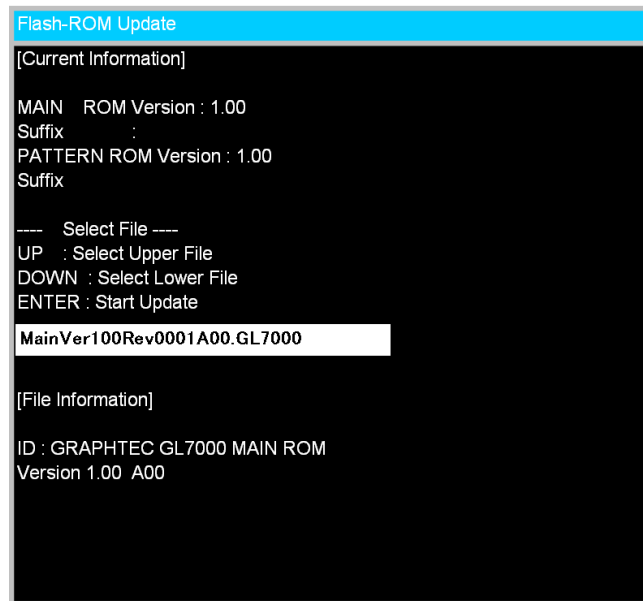 Flash-ROM Update
[Current Information]
MAIN ROM Version : 1.00
Suffix :
PATTERN ROM Version : 1.00
Suffix
---- Select File ----
UP : Select Upper File
DOWN : Select Lower File
ENTER : Start Update
MainVer100Rev0001A00.GL7000
[File Information]
ID : GRAPHTEC GL7000 MAIN ROM
Version 1.00 A00